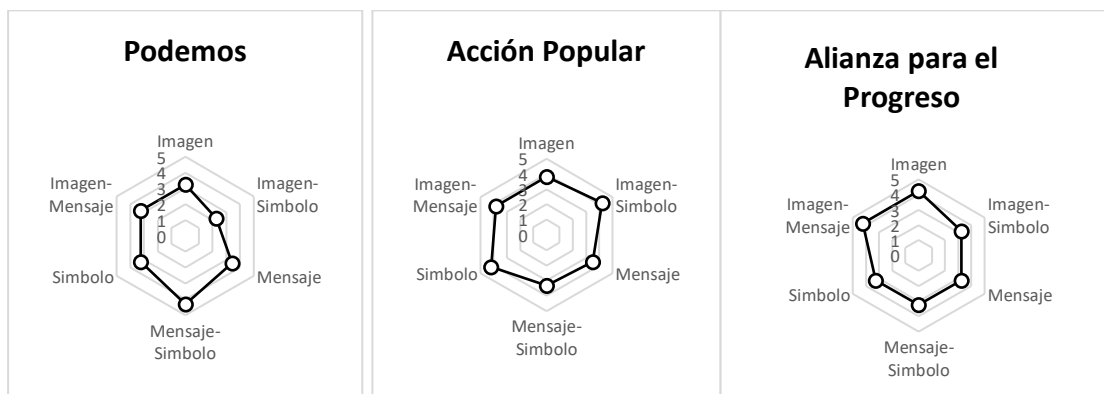 Podemos
Imagen
5
4
3
2
1
0
Imagen-
Simbolo
Mensaje
Mensaje-
Simbolo
Simbolo
Imagen-
Mensaje
Acción Popular
Imagen
5
4
3
2
1
0
Imagen-
Simbolo
Mensaje
Mensaje-
Simbolo
Simbolo
Imagen-
Mensaje
Alianza para el
Progreso
Imagen
5
4
3
2
1
0
Imagen-
Simbolo
Mensaje
Mensaje-
Simbolo
Simbolo
Imagen-
Mensaje